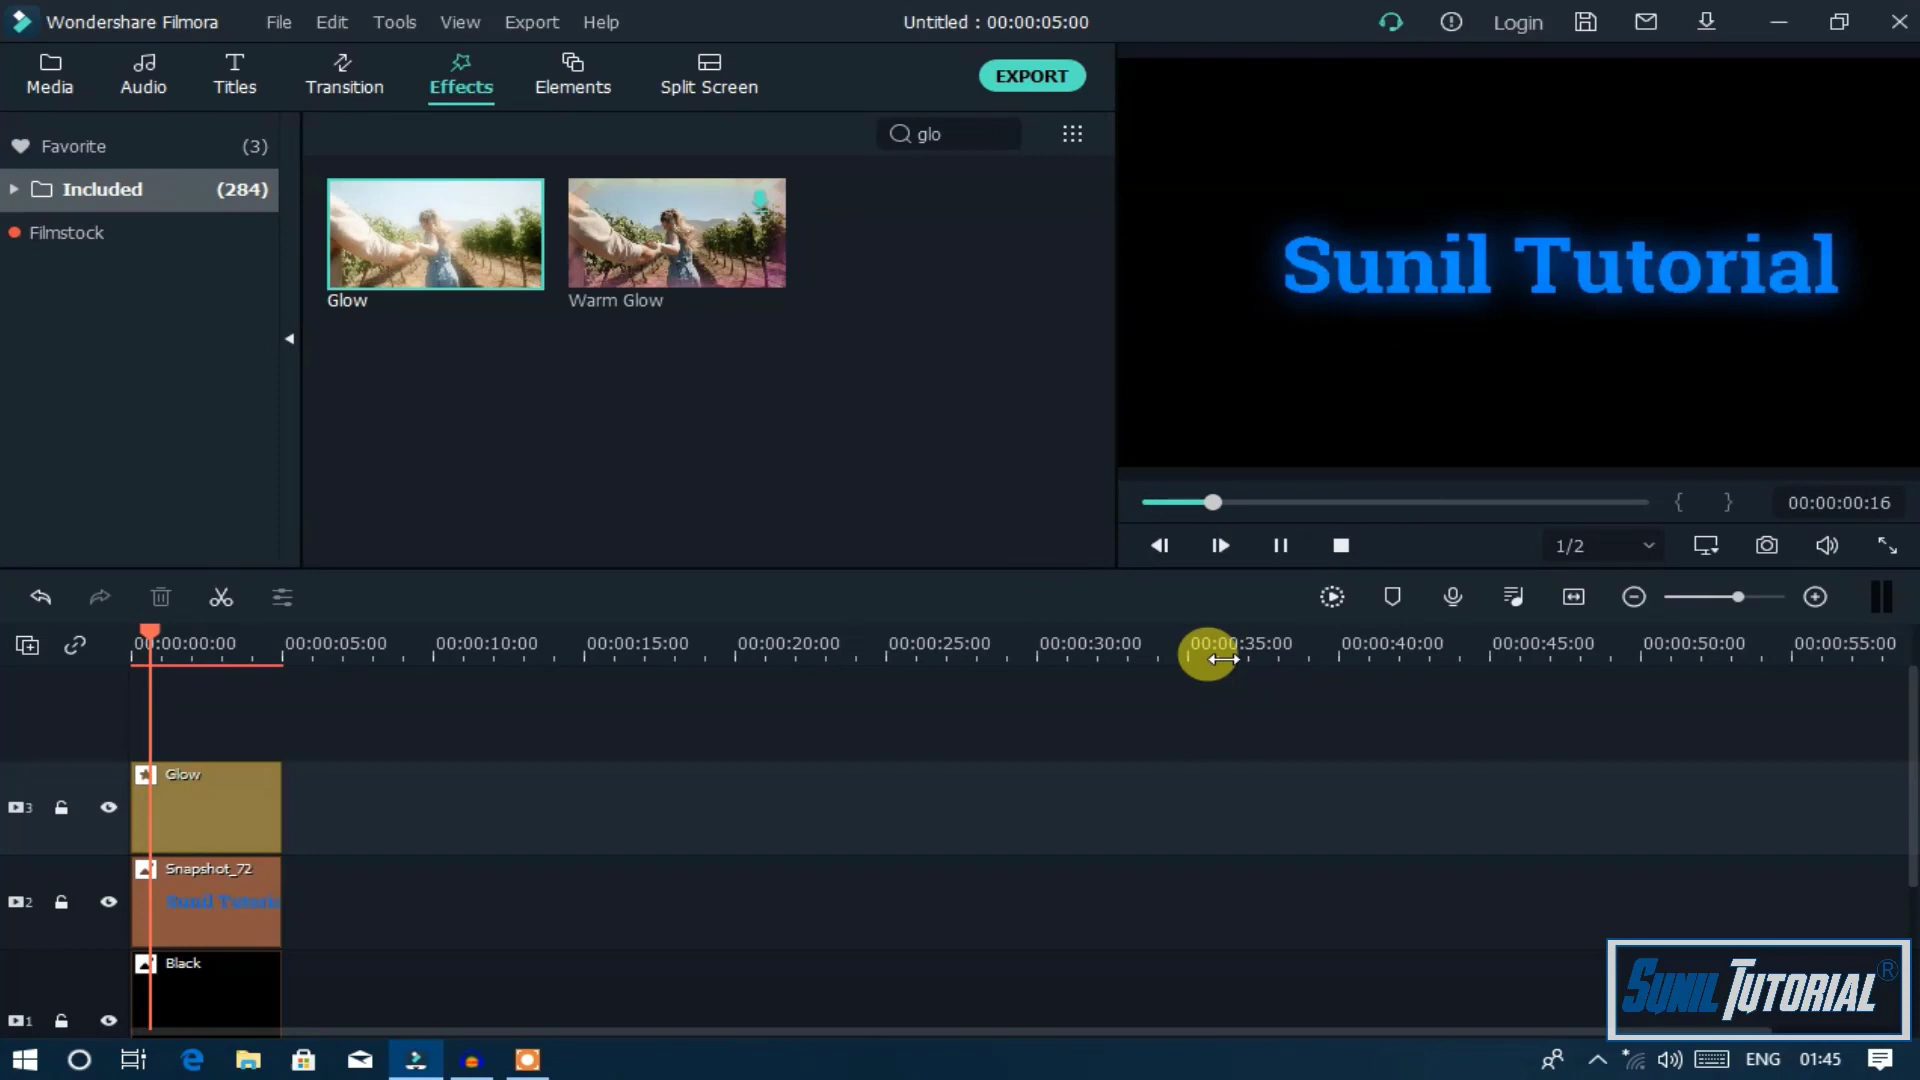 Wondershare Filmora File Edit Tools View Export Help Untitled : 00:00:05:00 Login
Media Audio Titles Transition Effects Elements Split Screen EXPORT
Favorite (3)
Included (284)
Filmstock
glo
Glow
Warm Glow
Sunil Tutorial
00:00:00:16
1/2
00:00:00:00 00:00:05:00 00:00:10:00 00:00:15:00 00:00:20:00 00:00:25:00 00:00:30:00 00:00:35:00 00:00:40:00 00:00:45:00 00:00:50:00 00:00:55:00
Glow
3
Snapshot_72
Sunil Tutoria
2
Black
1
SUNIL TUTORIAL®
ENG 01:45